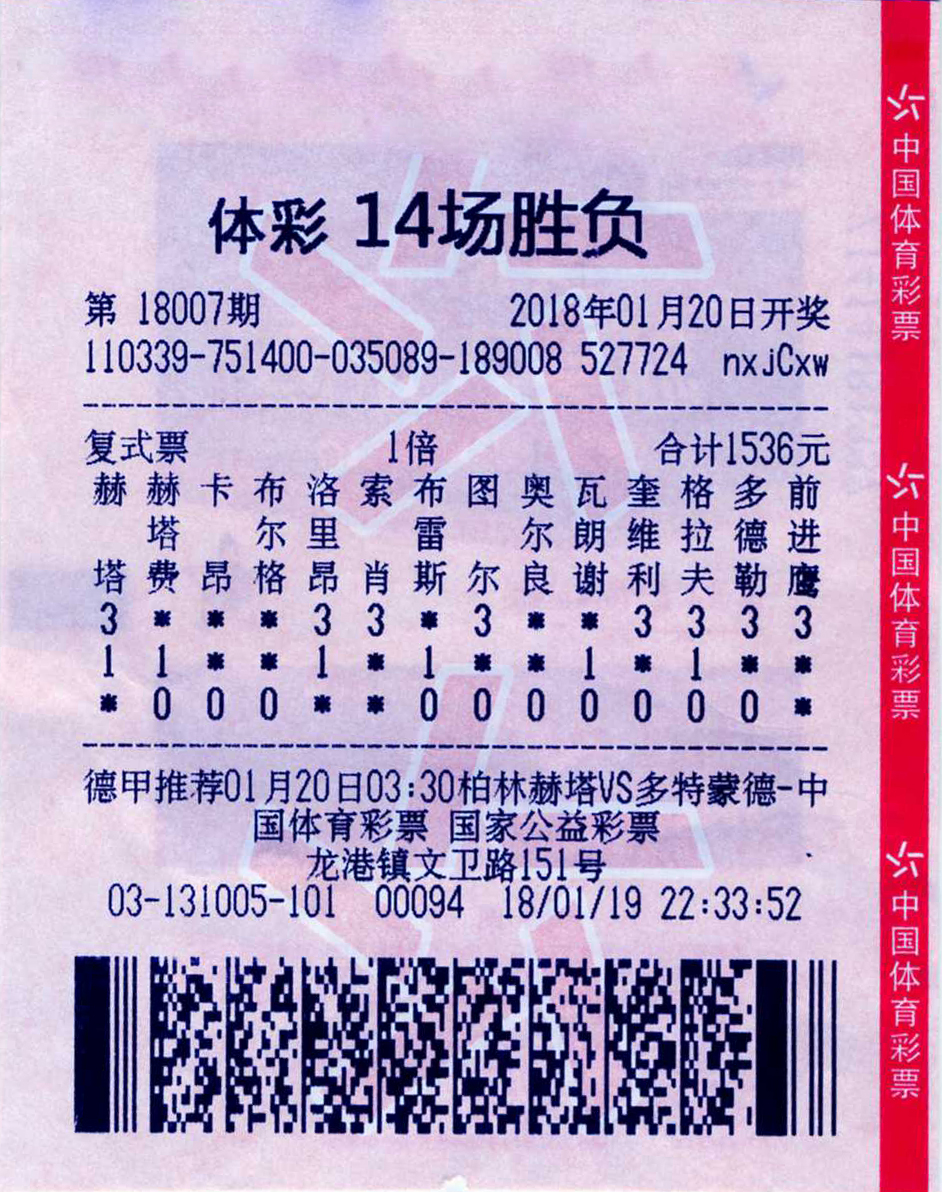 体彩 14场胜负
第 18007期 2018年01月20日开奖
110339-751400-035089-189008 527724 nxjCxw
复式票 1倍 合计1536元
赫 赫 卡 布 洛 索 布 图 奥 瓦 奎 格 多 前
塔 尔 里 雷 尔 朗 维 拉 德 进
塔 费 昂 格 昂 肖 斯 尔 良 谢 利 夫 勒 鹰
3 * * * 3 3 * 3 * * 3 3 3 3
1 1 * * 1 * 1 * * 1 * 1 * *
* 0 0 0 * * 0 0 0 0 0 0 0 *
德甲推荐01月20日03:30柏林赫塔VS多特蒙德-中
国体育彩票 国家公益彩票
龙港镇文卫路151号
03-131005-101 00094 18/01/19 22:33:52
中国体育彩票
中国体育彩票
中国体育彩票